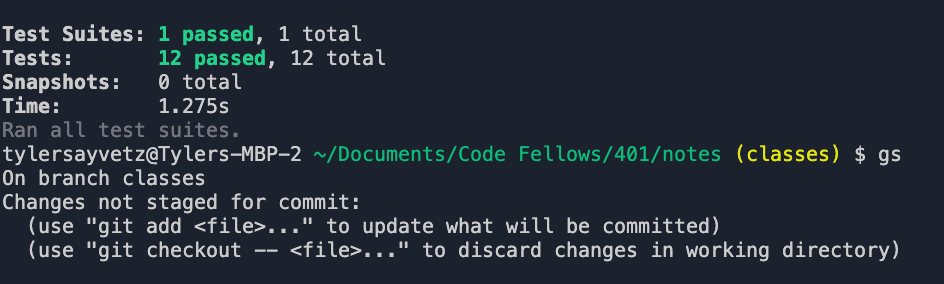 Test Suites: 1 passed, 1 total
Tests:       12 passed, 12 total
Snapshots:   0 total
Time:        1.275s
Ran all test suites.
tylersayvetz@Tylers-MBP-2 ~/Documents/Code Fellows/401/notes (classes) $ gs
On branch classes
Changes not staged for commit:
  (use "git add <file>..." to update what will be committed)
  (use "git checkout -- <file>..." to discard changes in working directory)